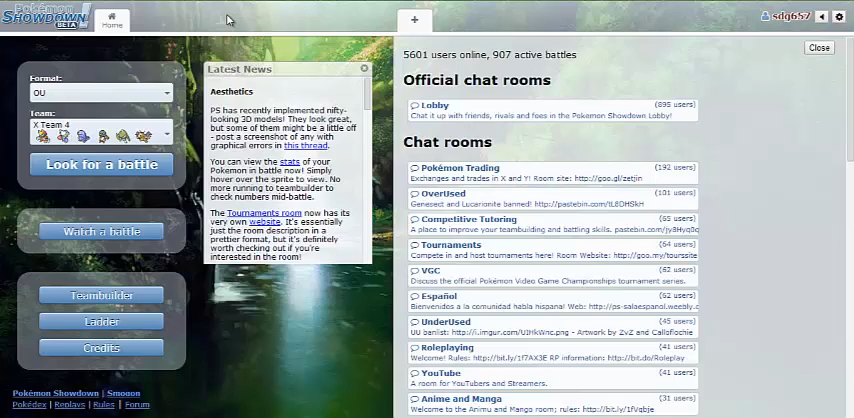 Pokémon
SHOWDOWN!
BETA
Home
+
sdg657
Format:
OU
Team:
X Team 4
Look for a battle
Watch a battle
Teambuilder
Ladder
Credits
Pokémon Showdown | Smogon
Pokédex | Replays | Rules | Forum
Latest News
Aesthetics
PS has recently implemented nifty-
looking 3D models! They look great,
but some of them might be a little off
- post a screenshot of any with
graphical errors in this thread.
You can view the stats of your
Pokemon in battle now! Simply
hover over the sprite to view. No
more running to teambuilder to
check numbers mid-battle.
The Tournaments room now has its
very own website. It's essentially
just the room description in a
prettier format, but it's definitely
worth checking out if you're
interested in the room!
5601 users online, 907 active battles
Close
Official chat rooms
Lobby (895 users)
Chat it up with friends, rivals and foes in the Pokemon Showdown Lobby!
Chat rooms
Pokémon Trading (192 users)
Exchanges and trades in X and Y! Room site: http://goo.gl/zetjin
OverUsed (101 users)
Genesect and Lucarionite banned! http://pastebin.com/tL8DHSkH
Competitive Tutoring (65 users)
A place to improve your teambuilding and battling skills.
Tournaments (64 users)
Compete in and host tournaments here! Room Website: http://goo.my/tourssite
VGC (62 users)
Discuss the official Pokémon Video Game Championships tournament series.
Español (62 users)
Bienvenidos a la comunidad habla hispana! Web: http://ps-salaespanol.weebly.c
UnderUsed (45 users)
UU banlist: http://i.imgur.com/UIHkWnc.png - Artwork by ZvZ and Calloflochie
Roleplaying (41 users)
Welcome! Rules: http://bit.ly/1f7AX3E RP information: http://bit.do/Roleplay
YouTube (41 users)
A room for YouTubers and Streamers.
Anime and Manga (31 users)
Welcome to the Animu and Mango room; rules: http://bit.ly/1fVqbje